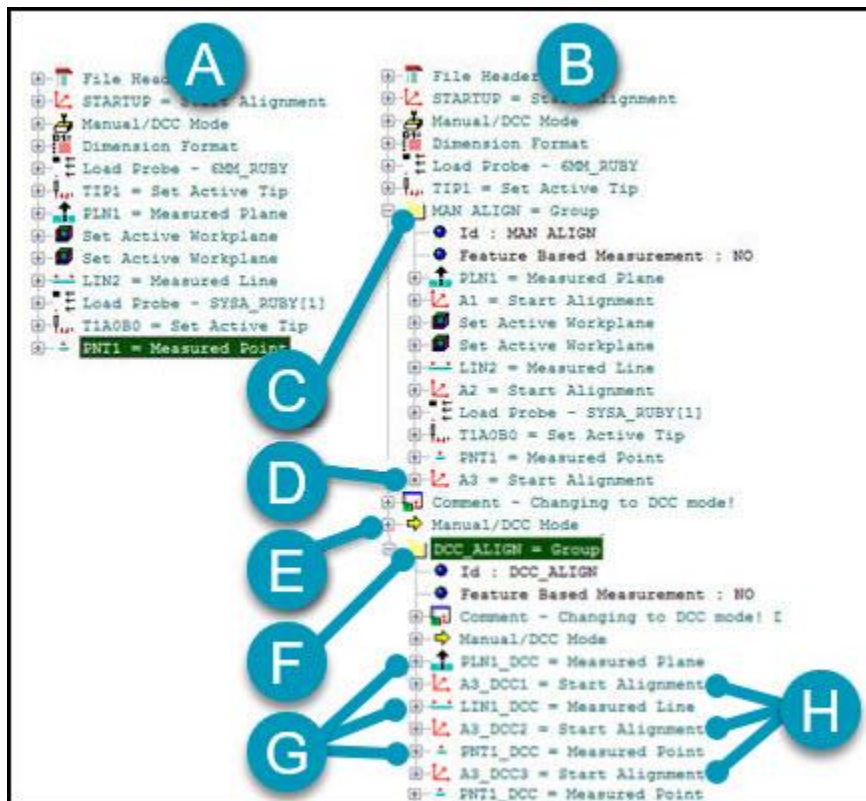 A
File Head
STARTUP = Start Alignment
Manual/DCC Mode
Dimension Format
Load Probe - 6MM_RUBY
TIP1 = Set Active Tip
PLN1 = Measured Plane
Set Active Workplane
Set Active Workplane
LIN2 = Measured Line
Load Probe - SYSA_RUBY[1]
T1A0B0 = Set Active Tip
PNT1 = Measured Point
B
File Header
STARTUP = Start Alignment
Manual/DCC Mode
Dimension Format
Load Probe - 6MM_RUBY
TIP1 = Set Active Tip
MAN ALIGN = Group
Id : MAN ALIGN
Feature Based Measurement : NO
PLN1 = Measured Plane
A1 = Start Alignment
Set Active Workplane
Set Active Workplane
LIN2 = Measured Line
A2 = Start Alignment
Load Probe - SYSA_RUBY[1]
T1A0B0 = Set Active Tip
PNT1 = Measured Point
A3 = Start Alignment
Comment - Changing to DCC mode!
Manual/DCC Mode
DCC_ALIGN = Group
Id : DCC_ALIGN
Feature Based Measurement : NO
Comment - Changing to DCC mode! I
Manual/DCC Mode
PLN1_DCC = Measured Plane
A3_DCC1 = Start Alignment
LIN1_DCC = Measured Line
A3_DCC2 = Start Alignment
PNT1_DCC = Measured Point
A3_DCC3 = Start Alignment
PNT1_DCC = Measured Point
C
D
E
F
G
H